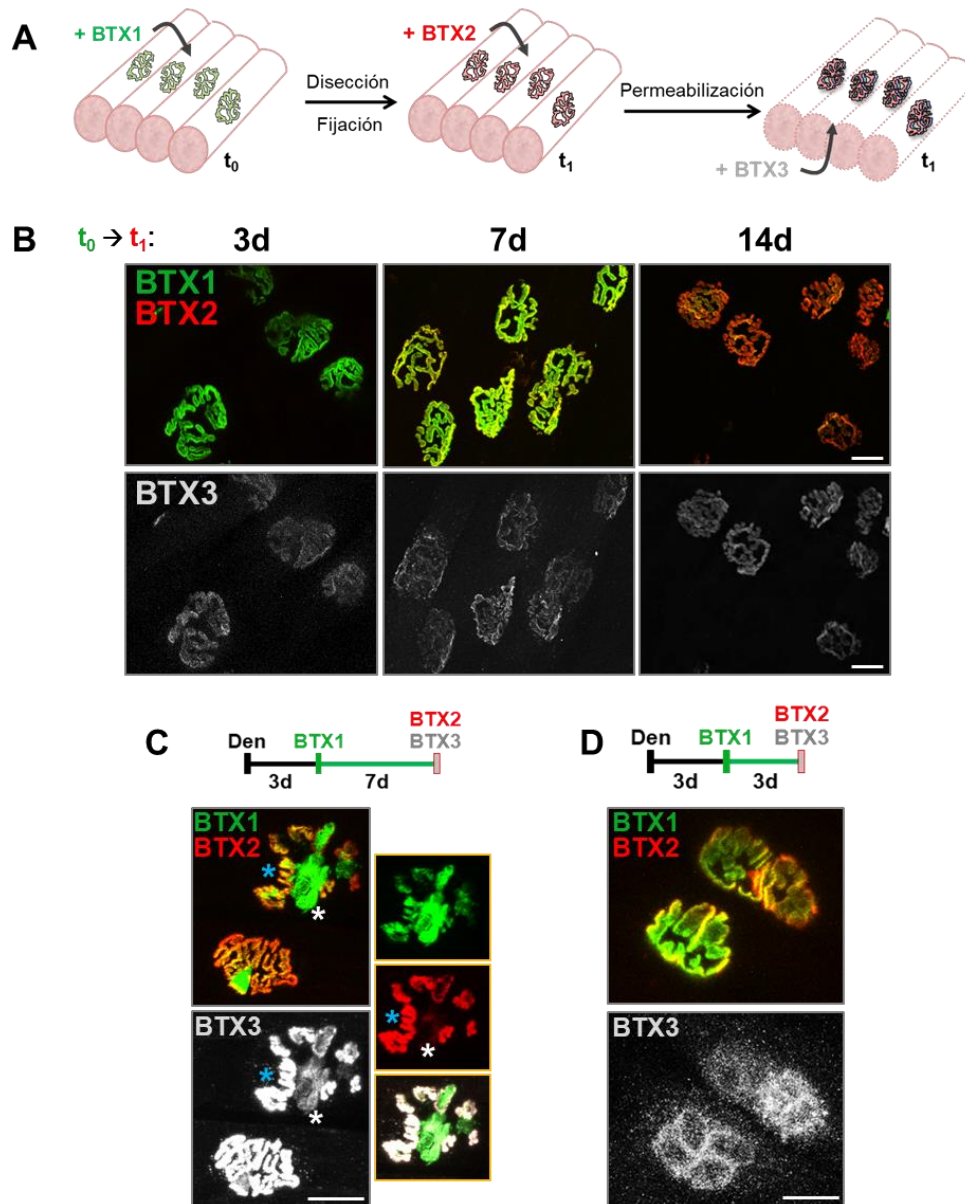 A
+ BTX1
t0
Disección
Fijación
+ BTX2
t1
Permeabilización
+ BTX3
t1
B
t0 → t1:
3d
7d
14d
BTX1
BTX2
BTX3
C
Den
BTX1
BTX2
BTX3
3d
7d
BTX1
BTX2
*
*
*
*
BTX3
*
*
D
Den
BTX1
BTX2
BTX3
3d
3d
BTX1
BTX2
BTX3